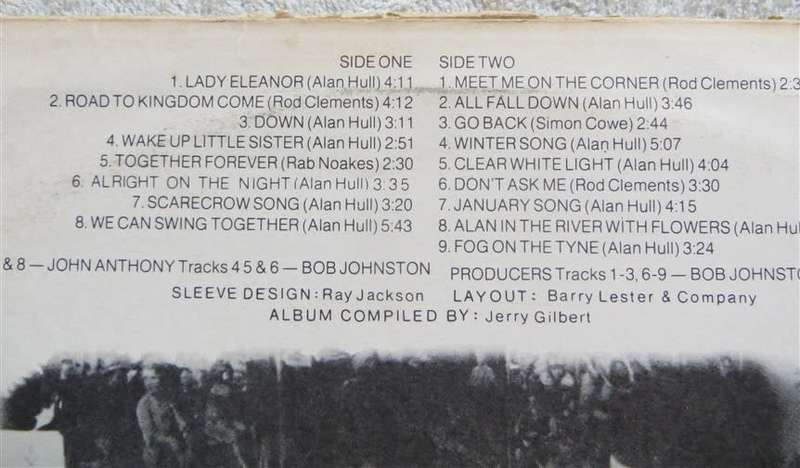 SIDE ONE
1. LADY ELEANOR (Alan Hull) 4:11
2. ROAD TO KINGDOM COME (Rod Clements) 4:12
3. DOWN (Alan Hull) 3:11
4. WAKE UP LITTLE SISTER (Alan Hull) 2:51
5. TOGETHER FOREVER (Rab Noakes) 2:30
6. ALRIGHT ON THE NIGHT (Alan Hull) 3:35
7. SCARECROW SONG (Alan Hull) 3:20
8. WE CAN SWING TOGETHER (Alan Hull) 5:43
& 8 — JOHN ANTHONY Tracks 4 5 & 6 — BOB JOHNSTON
SIDE TWO
1. MEET ME ON THE CORNER (Rod Clements) 2:3
2. ALL FALL DOWN (Alan Hull) 3:46
3. GO BACK (Simon Cowe) 2:44
4. WINTER SONG (Alan Hull) 5:07
5. CLEAR WHITE LIGHT (Alan Hull) 4:04
6. DON'T ASK ME (Rod Clements) 3:30
7. JANUARY SONG (Alan Hull) 4:15
8. ALAN IN THE RIVER WITH FLOWERS (Alan Hul
9. FOG ON THE TYNE (Alan Hull) 3:24
PRODUCERS Tracks 1-3, 6-9 — BOB JOHNSTO
SLEEVE DESIGN: Ray Jackson LAYOUT: Barry Lester & Company
ALBUM COMPILED BY: Jerry Gilbert